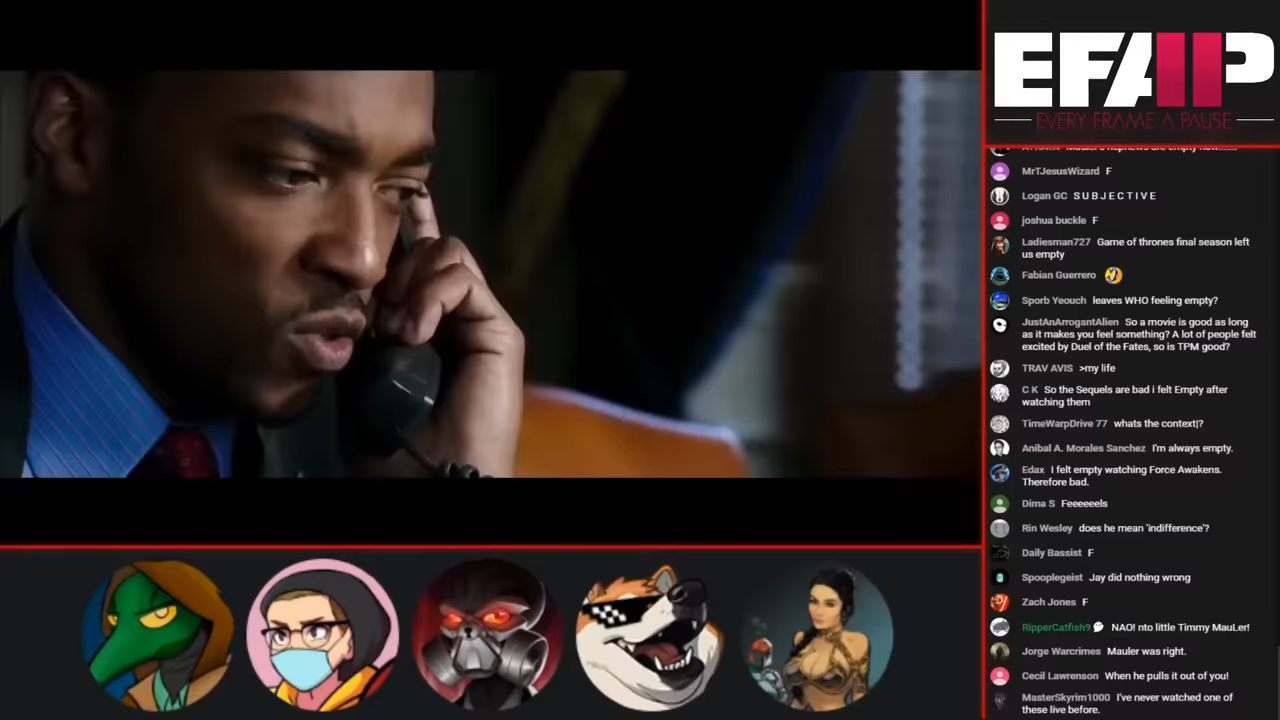 EFAP
EVERY FRAME A PAUSE
Mauler's nephews are empty now........
MrTJesusWizard F
Logan GC S U B J E C T I V E
joshua buckle F
Ladiesman727 Game of thrones final season left
us empty
Fabian Guerrero
Sporb Yeouch leaves WHO feeling empty?
JustAnArrogantAlien So a movie is good as long
as it makes you feel something? A lot of people felt
excited by Duel of the Fates, so is TPM good?
TRAV AVIS >my life
C K So the Sequels are bad i felt Empty after
watching them
TimeWarpDrive 77 whats the context|?
Anibal A. Morales Sanchez I'm always empty.
Edax I felt empty watching Force Awakens.
Therefore bad.
Dima S Feeeeeels
Rin Wesley does he mean 'indifference'?
Daily Bassist F
Spooplegeist Jay did nothing wrong
Zach Jones F
RipperCatfish9 NAO! nto little Timmy MauLer!
Jorge Warcrimes Mauler was right.
Cecil Lawrenson When he pulls it out of you!
MasterSkyrim1000 I've never watched one of
these live before.